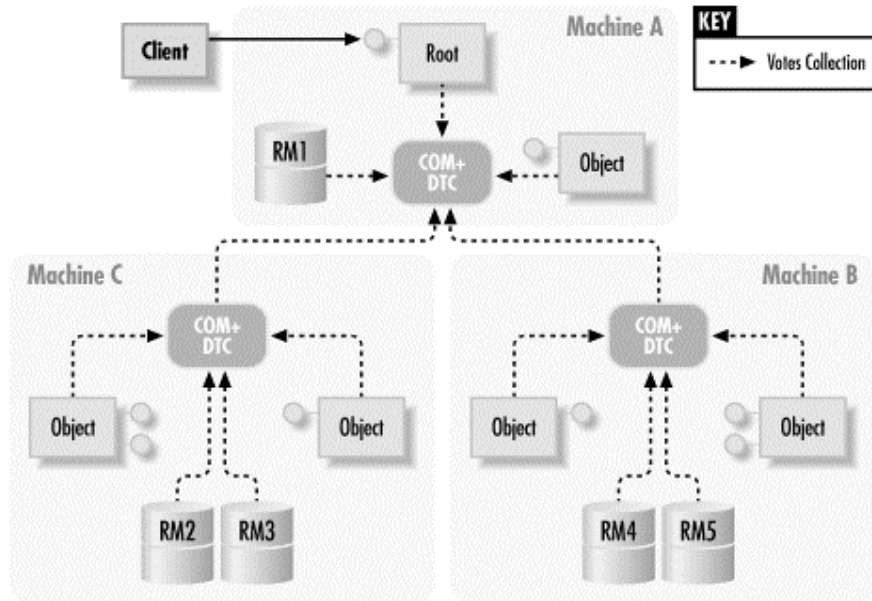 Machine A
KEY
Client
Root
Votes Collection
RM1
COM+
DTC
Object
Machine C
Machine B
COM+
DTC
COM+
DTC
Object
Object
Object
Object
RM2
RM3
RM4
RM5